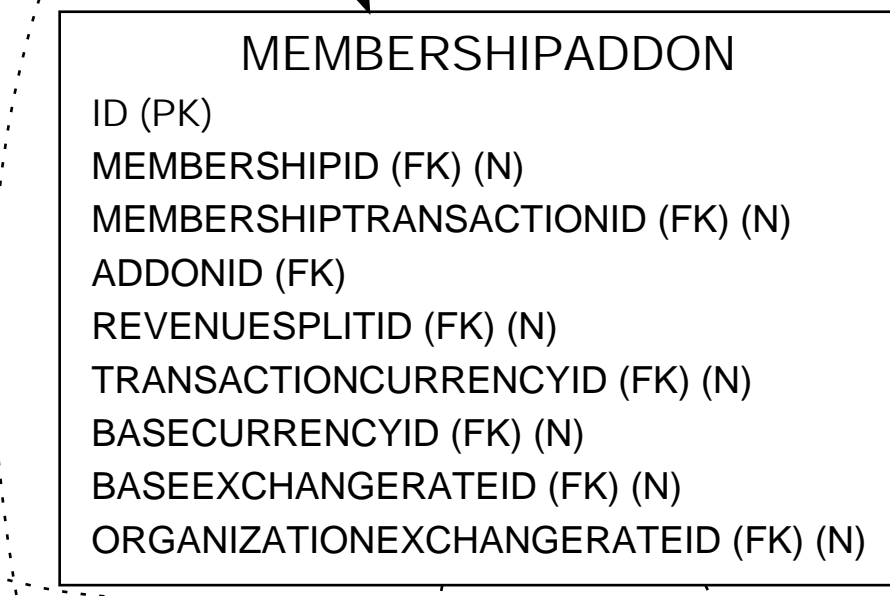 MEMBERSHIPADDON
ID (PK)
MEMBERSHIPID (FK) (N)
MEMBERSHIPTRANSACTIONID (FK) (N)
ADDONID (FK)
REVENUESPLITID (FK) (N)
TRANSACTIONCURRENCYID (FK) (N)
BASECURRENCYID (FK) (N)
BASEEXCHANGERATEID (FK) (N)
ORGANIZATIONEXCHANGERATEID (FK) (N)